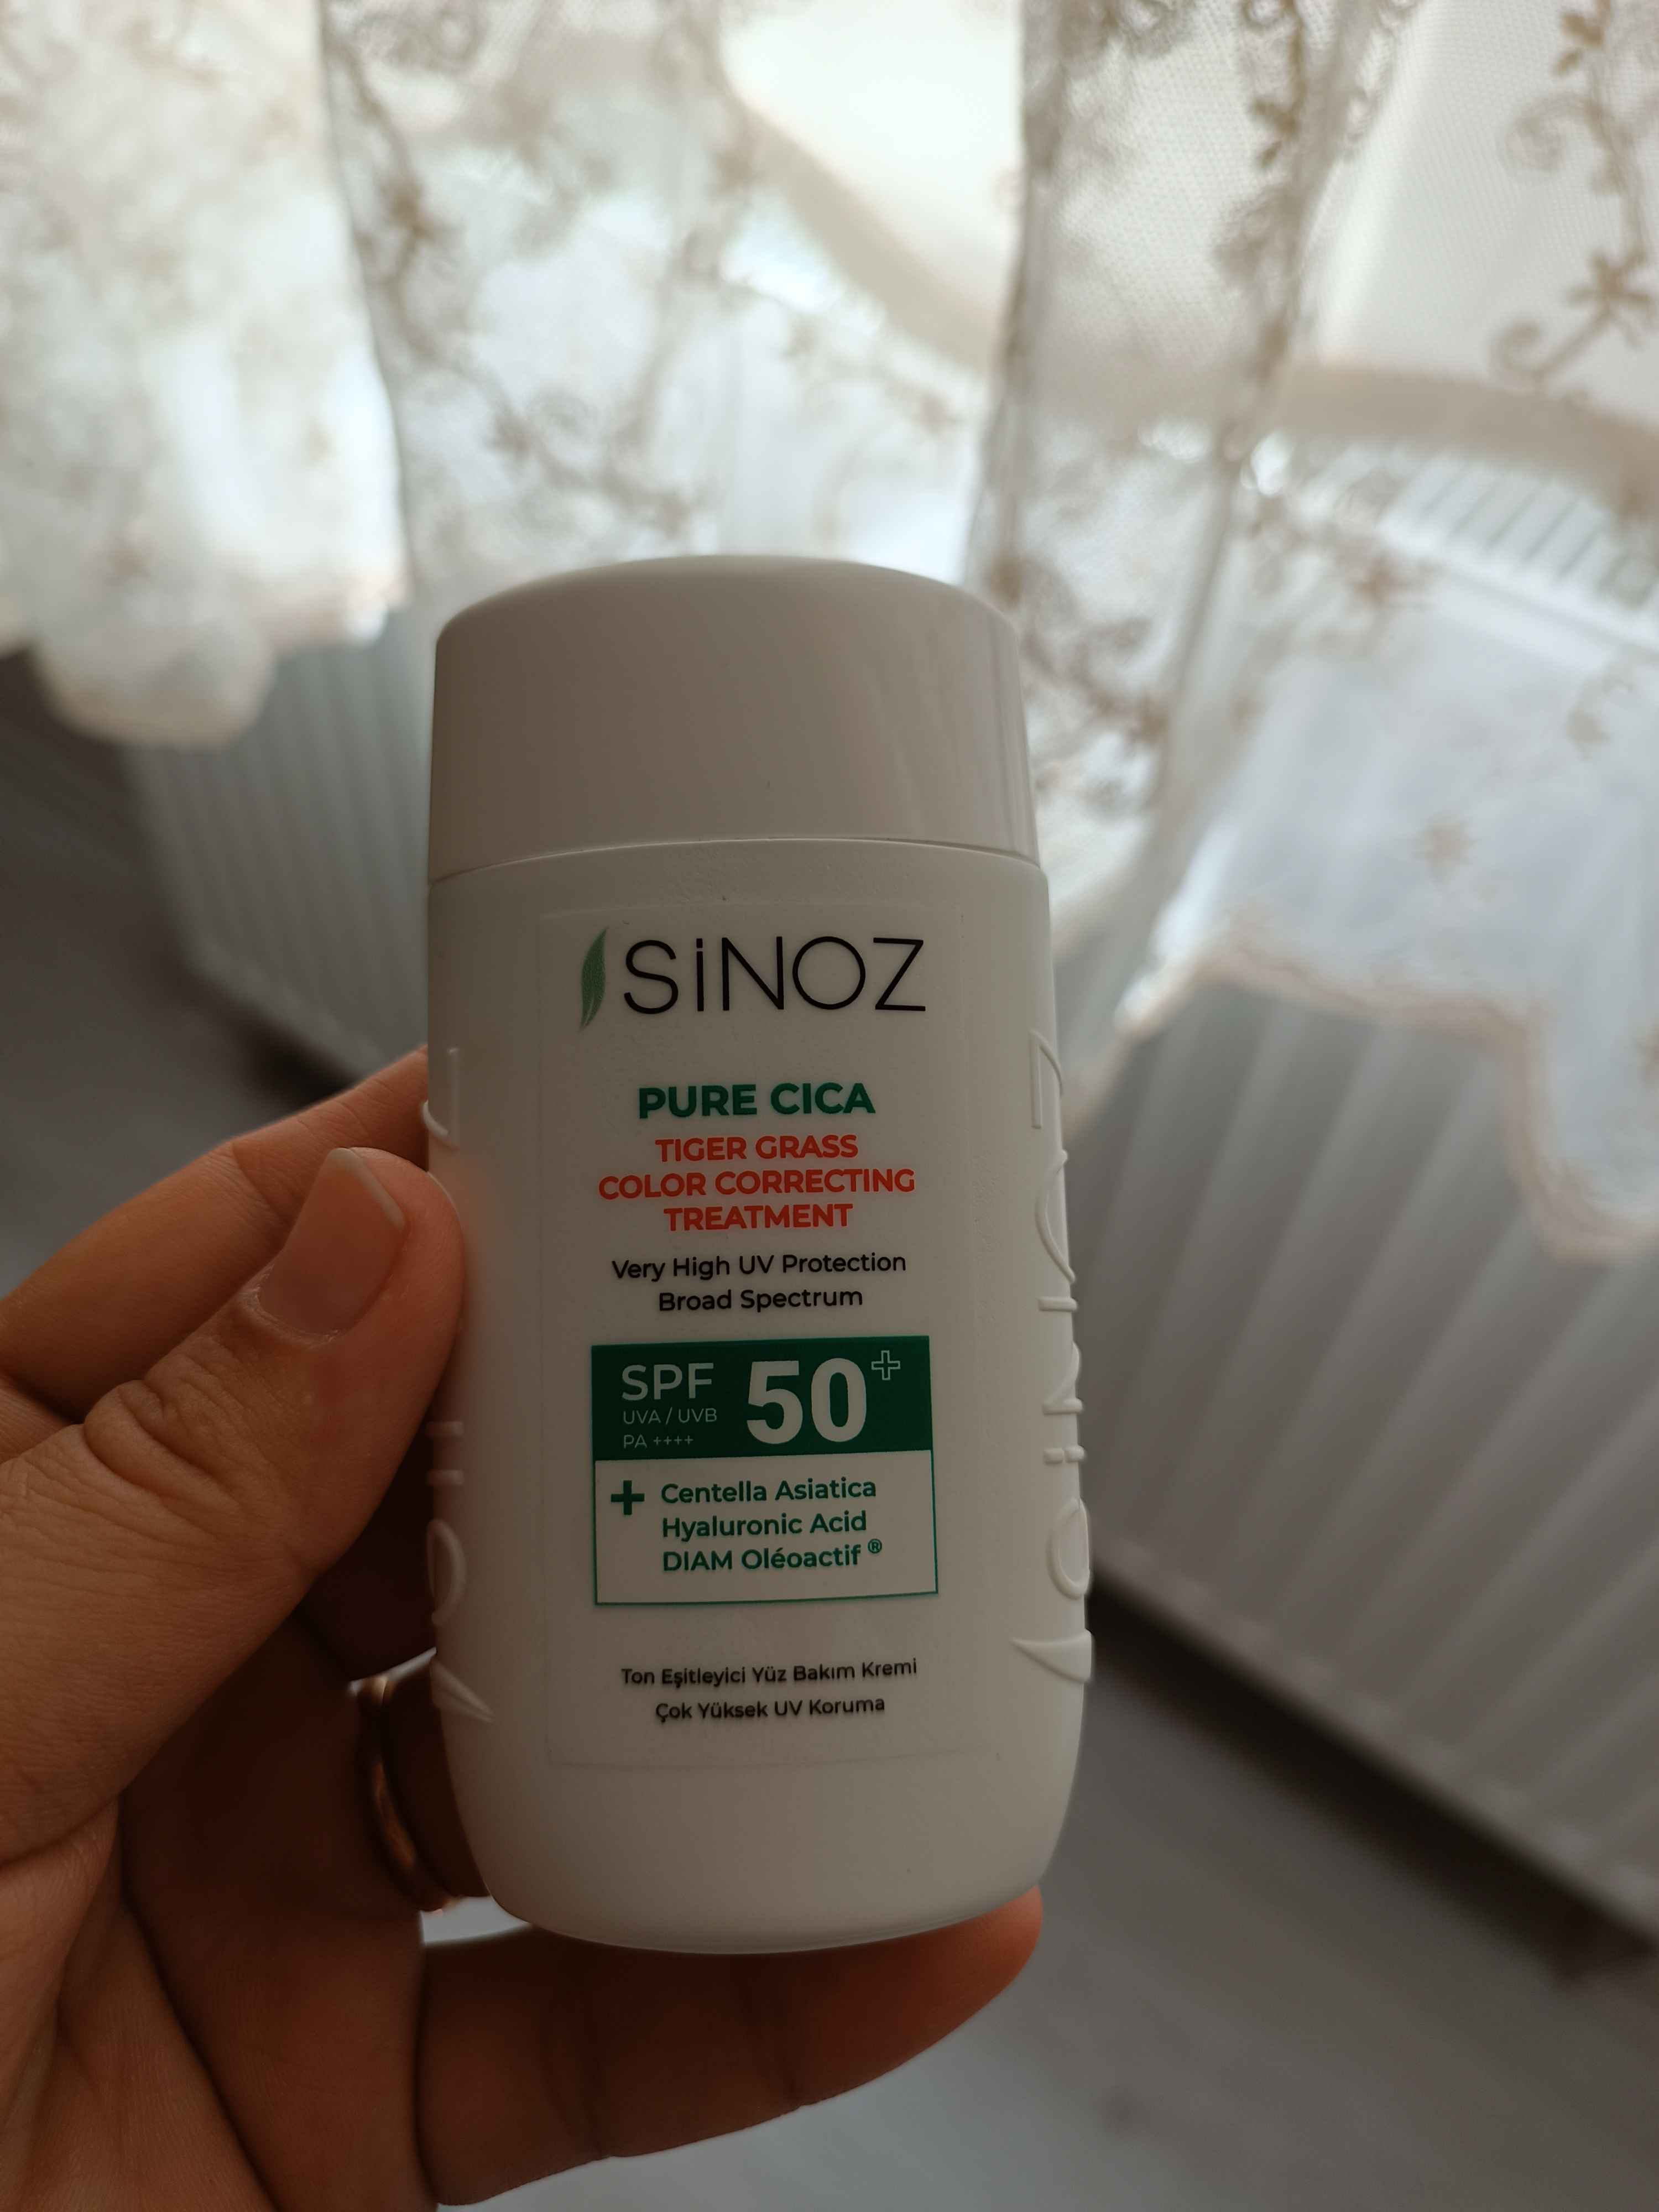 SiNOZ
PURE CICA
TIGER GRASS
COLOR CORRECTING
TREATMENT
Very High UV Protection
Broad Spectrum
SPF 50+
UVA / UVB
PA ++++
+ Centella Asiatica
Hyaluronic Acid
DIAM Oléoactif ®
Ton Eşitleyici Yüz Bakım Kremi
Çok Yüksek UV Koruma